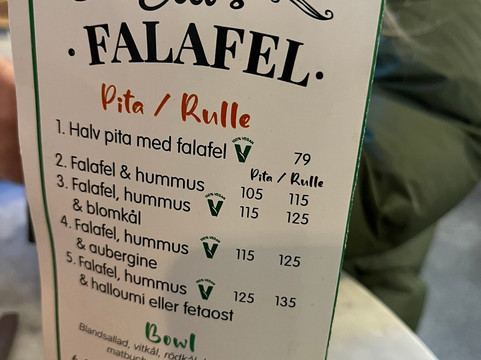 · FALAFEL ·
Pita / Rulle
1. Halv pita med falafel 100% VEGAN V 79
Pita / Rulle
2. Falafel & hummus 105 115
3. Falafel, hummus V 115 125
& blomkål
4. Falafel, hummus V 115 125
& aubergine
5. Falafel, hummus V 125 135
& halloumi eller fetaost
Bowl
Blandsallad, vitkål, rödkål,